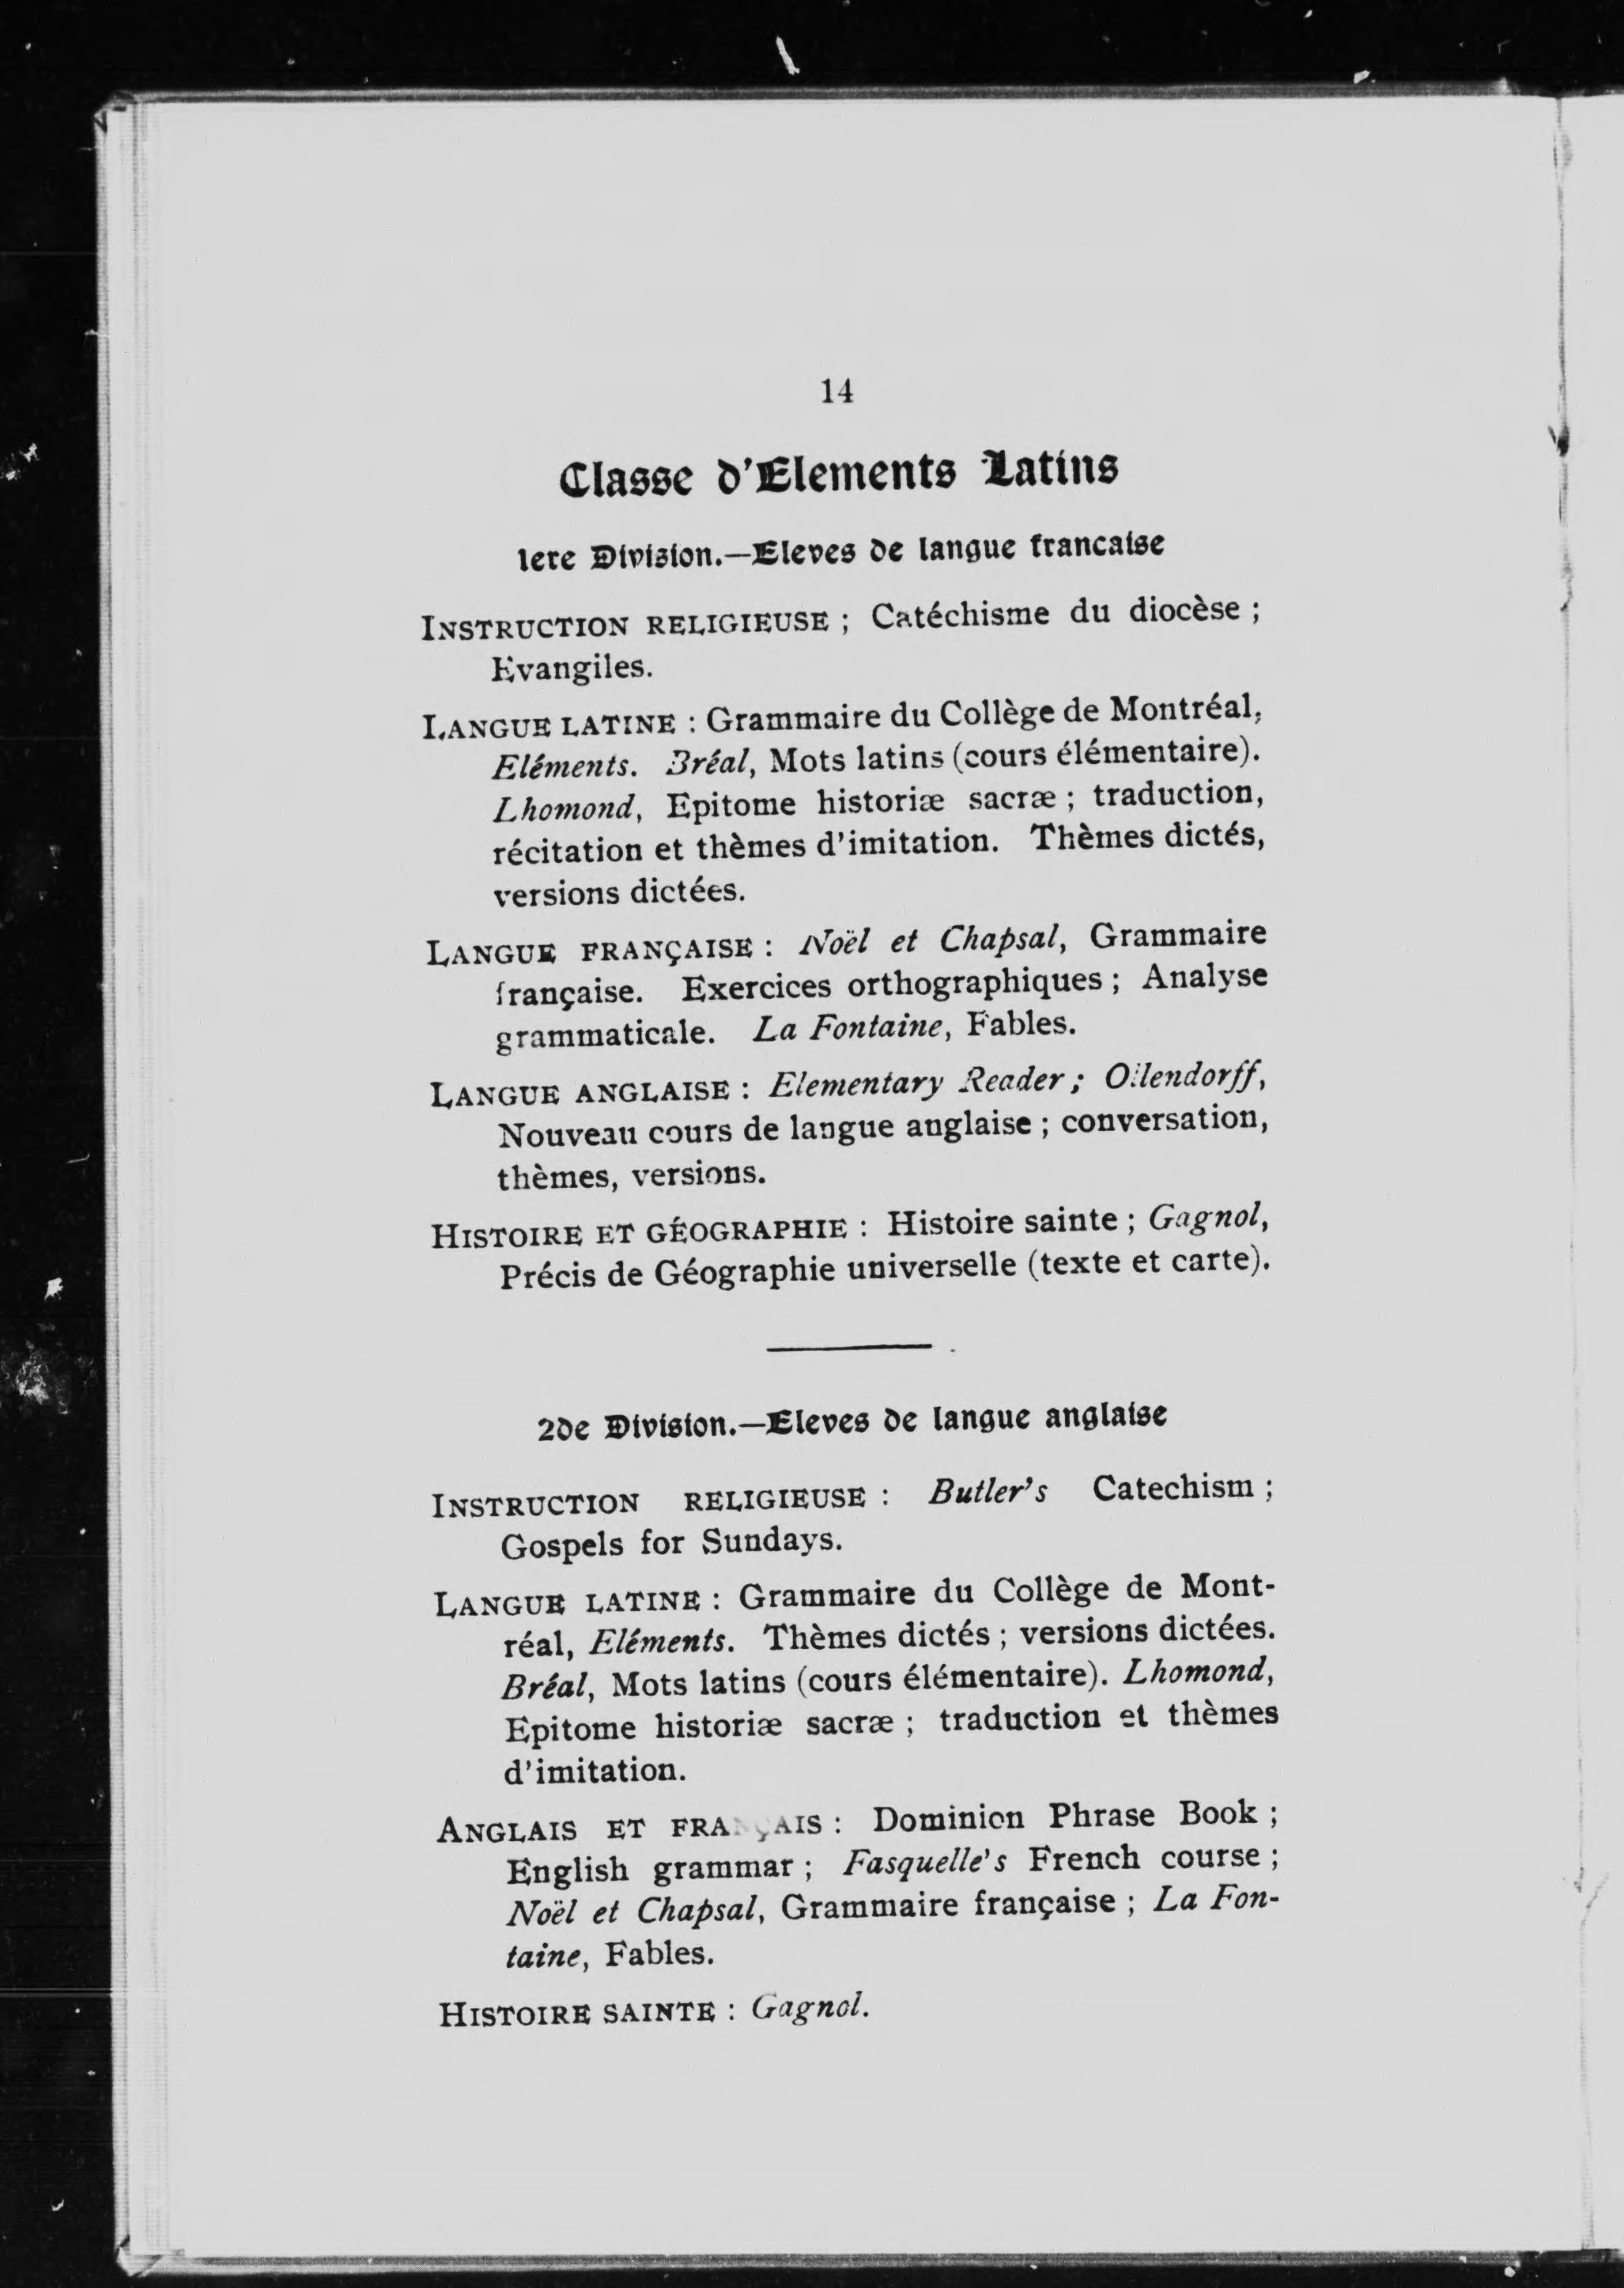 14
Classe d'Elements Latins
1ere Division.—Eleves de langue francaise
INSTRUCTION RELIGIEUSE ; Catéchisme du diocèse ;
Evangiles.
LANGUE LATINE : Grammaire du Collège de Montréal,
Eléments. Bréal, Mots latins (cours élémentaire).
Lhomond, Epitome historiæ sacræ ; traduction,
récitation et thèmes d'imitation. Thèmes dictés,
versions dictées.
LANGUE FRANÇAISE : Noël et Chapsal, Grammaire
française. Exercices orthographiques ; Analyse
grammaticale. La Fontaine, Fables.
LANGUE ANGLAISE : Elementary Reader ; Ollendorff,
Nouveau cours de langue anglaise ; conversation,
thèmes, versions.
HISTOIRE ET GÉOGRAPHIE : Histoire sainte ; Gagnol,
Précis de Géographie universelle (texte et carte).
2de Division.—Eleves de langue anglaise
INSTRUCTION RELIGIEUSE : Butler's Catechism ;
Gospels for Sundays.
LANGUE LATINE : Grammaire du Collège de Mont-
réal, Eléments. Thèmes dictés ; versions dictées.
Bréal, Mots latins (cours élémentaire). Lhomond,
Epitome historiæ sacræ ; traduction et thèmes
d'imitation.
ANGLAIS ET FRANÇAIS : Dominion Phrase Book ;
English grammar ; Fasquelle's French course ;
Noël et Chapsal, Grammaire française ; La Fon-
taine, Fables.
HISTOIRE SAINTE : Gagnol.